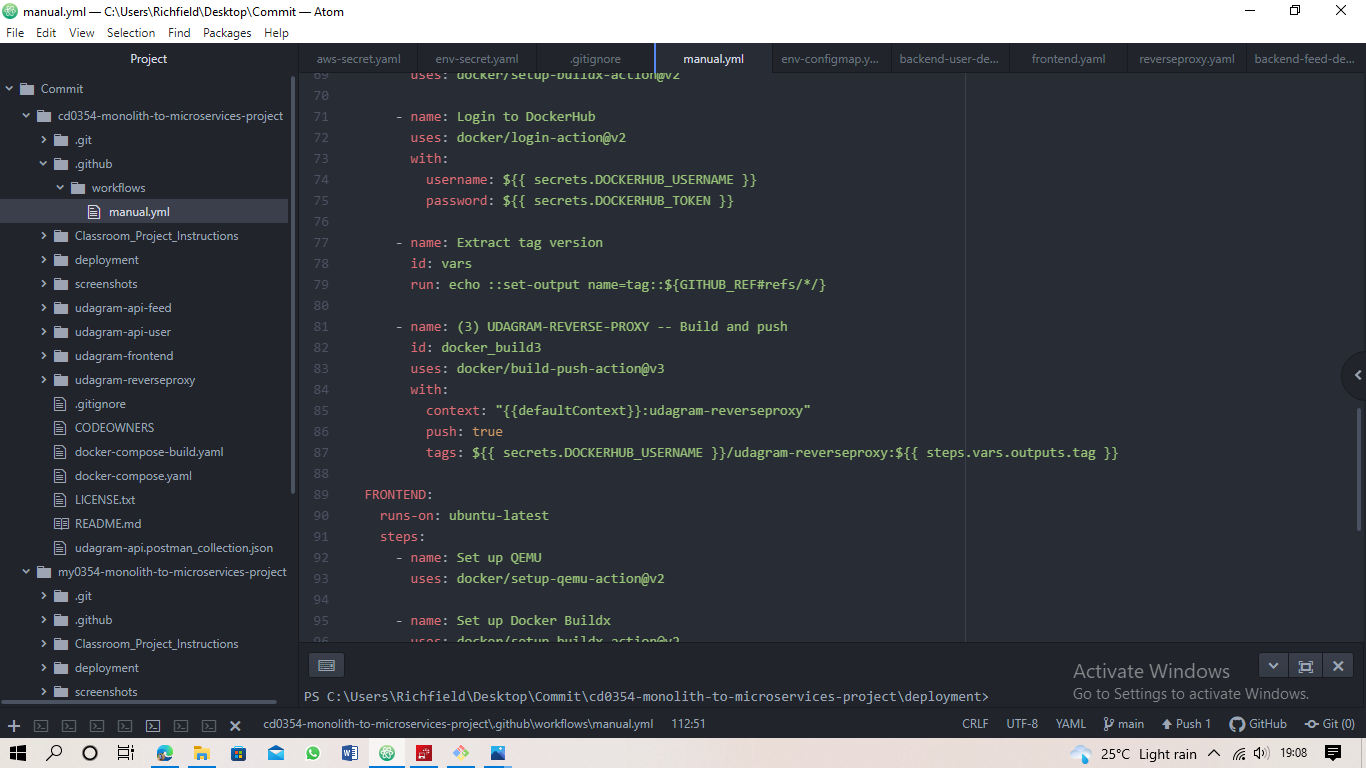 manual.yml — C:\Users\Richfield\Desktop\Commit — Atom
File Edit View Selection Find Packages Help
Project
aws-secret.yaml env-secret.yaml .gitignore manual.yml env-configmap.y... backend-user-de... frontend.yaml reverseproxy.yaml backend-feed-de...
Commit
cd0354-monolith-to-microservices-project
.git
.github
workflows
manual.yml
Classroom_Project_Instructions
deployment
screenshots
udagram-api-feed
udagram-api-user
udagram-frontend
udagram-reverseproxy
.gitignore
CODEOWNERS
docker-compose-build.yaml
docker-compose.yaml
LICENSE.txt
README.md
udagram-api.postman_collection.json
my0354-monolith-to-microservices-project
.git
.github
Classroom_Project_Instructions
deployment
screenshots
69 uses: docker/setup-buildx-action@v2
70
71 - name: Login to DockerHub
72 uses: docker/login-action@v2
73 with:
74 username: ${{ secrets.DOCKERHUB_USERNAME }}
75 password: ${{ secrets.DOCKERHUB_TOKEN }}
76
77 - name: Extract tag version
78 id: vars
79 run: echo ::set-output name=tag::${GITHUB_REF#refs/*/}
80
81 - name: (3) UDAGRAM-REVERSE-PROXY -- Build and push
82 id: docker_build3
83 uses: docker/build-push-action@v3
84 with:
85 context: "{{defaultContext}}:udagram-reverseproxy"
86 push: true
87 tags: ${{ secrets.DOCKERHUB_USERNAME }}/udagram-reverseproxy:${{ steps.vars.outputs.tag }}
88
89 FRONTEND:
90 runs-on: ubuntu-latest
91 steps:
92 - name: Set up QEMU
93 uses: docker/setup-qemu-action@v2
94
95 - name: Set up Docker Buildx
96 uses: docker/setup-buildx-action@v2
PS C:\Users\Richfield\Desktop\Commit\cd0354-monolith-to-microservices-project\deployment>
Activate Windows
Go to Settings to activate Windows.
cd0354-monolith-to-microservices-project\.github\workflows\manual.yml 112:51 CRLF UTF-8 YAML main Push 1 GitHub Git (0)
25°C Light rain 19:08